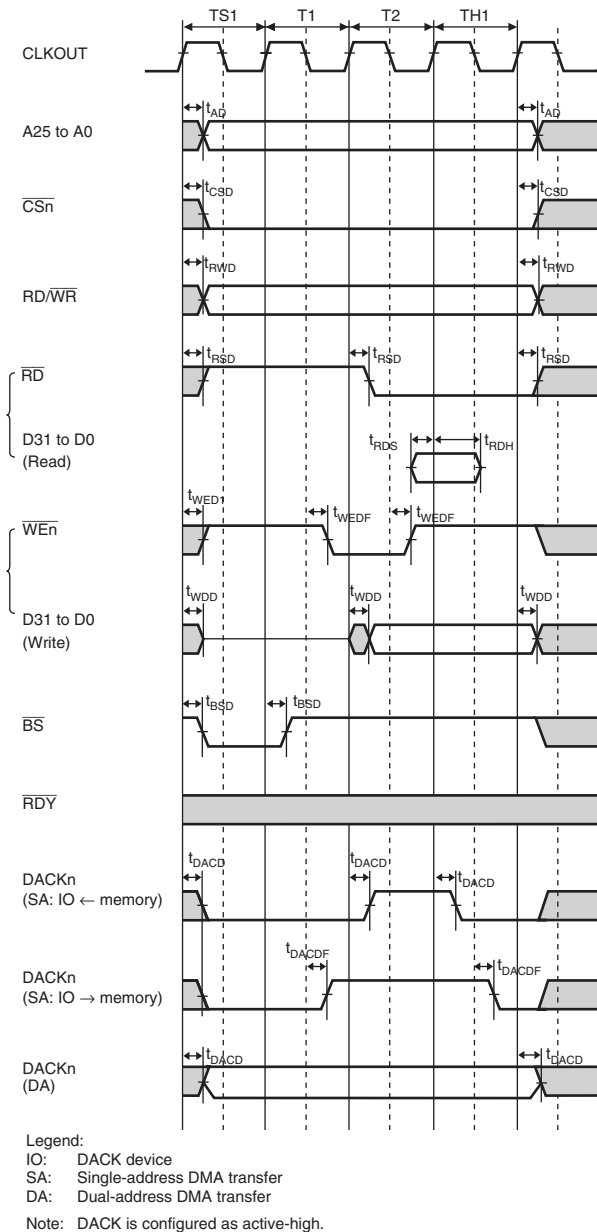 TS1 T1 T2 TH1
CLKOUT
tAD tAD
A25 to A0
tCSD tCSD
CSn
tRWD tRWD
RD/WR
tRSD tRSD tRSD
RD
tRDS tRDH
D31 to D0
(Read)
tWED1 tWEDF tWEDF
WEn
tWDD tWDD tWDD
D31 to D0
(Write)
tBSD tBSD
BS
RDY
tDACD tDACD tDACD
DACKn
(SA: IO ← memory)
tDACDF tDACDF
DACKn
(SA: IO → memory)
tDACD tDACD
DACKn
(DA)
Legend:
IO: DACK device
SA: Single-address DMA transfer
DA: Dual-address DMA transfer
Note: DACK is configured as active-high.